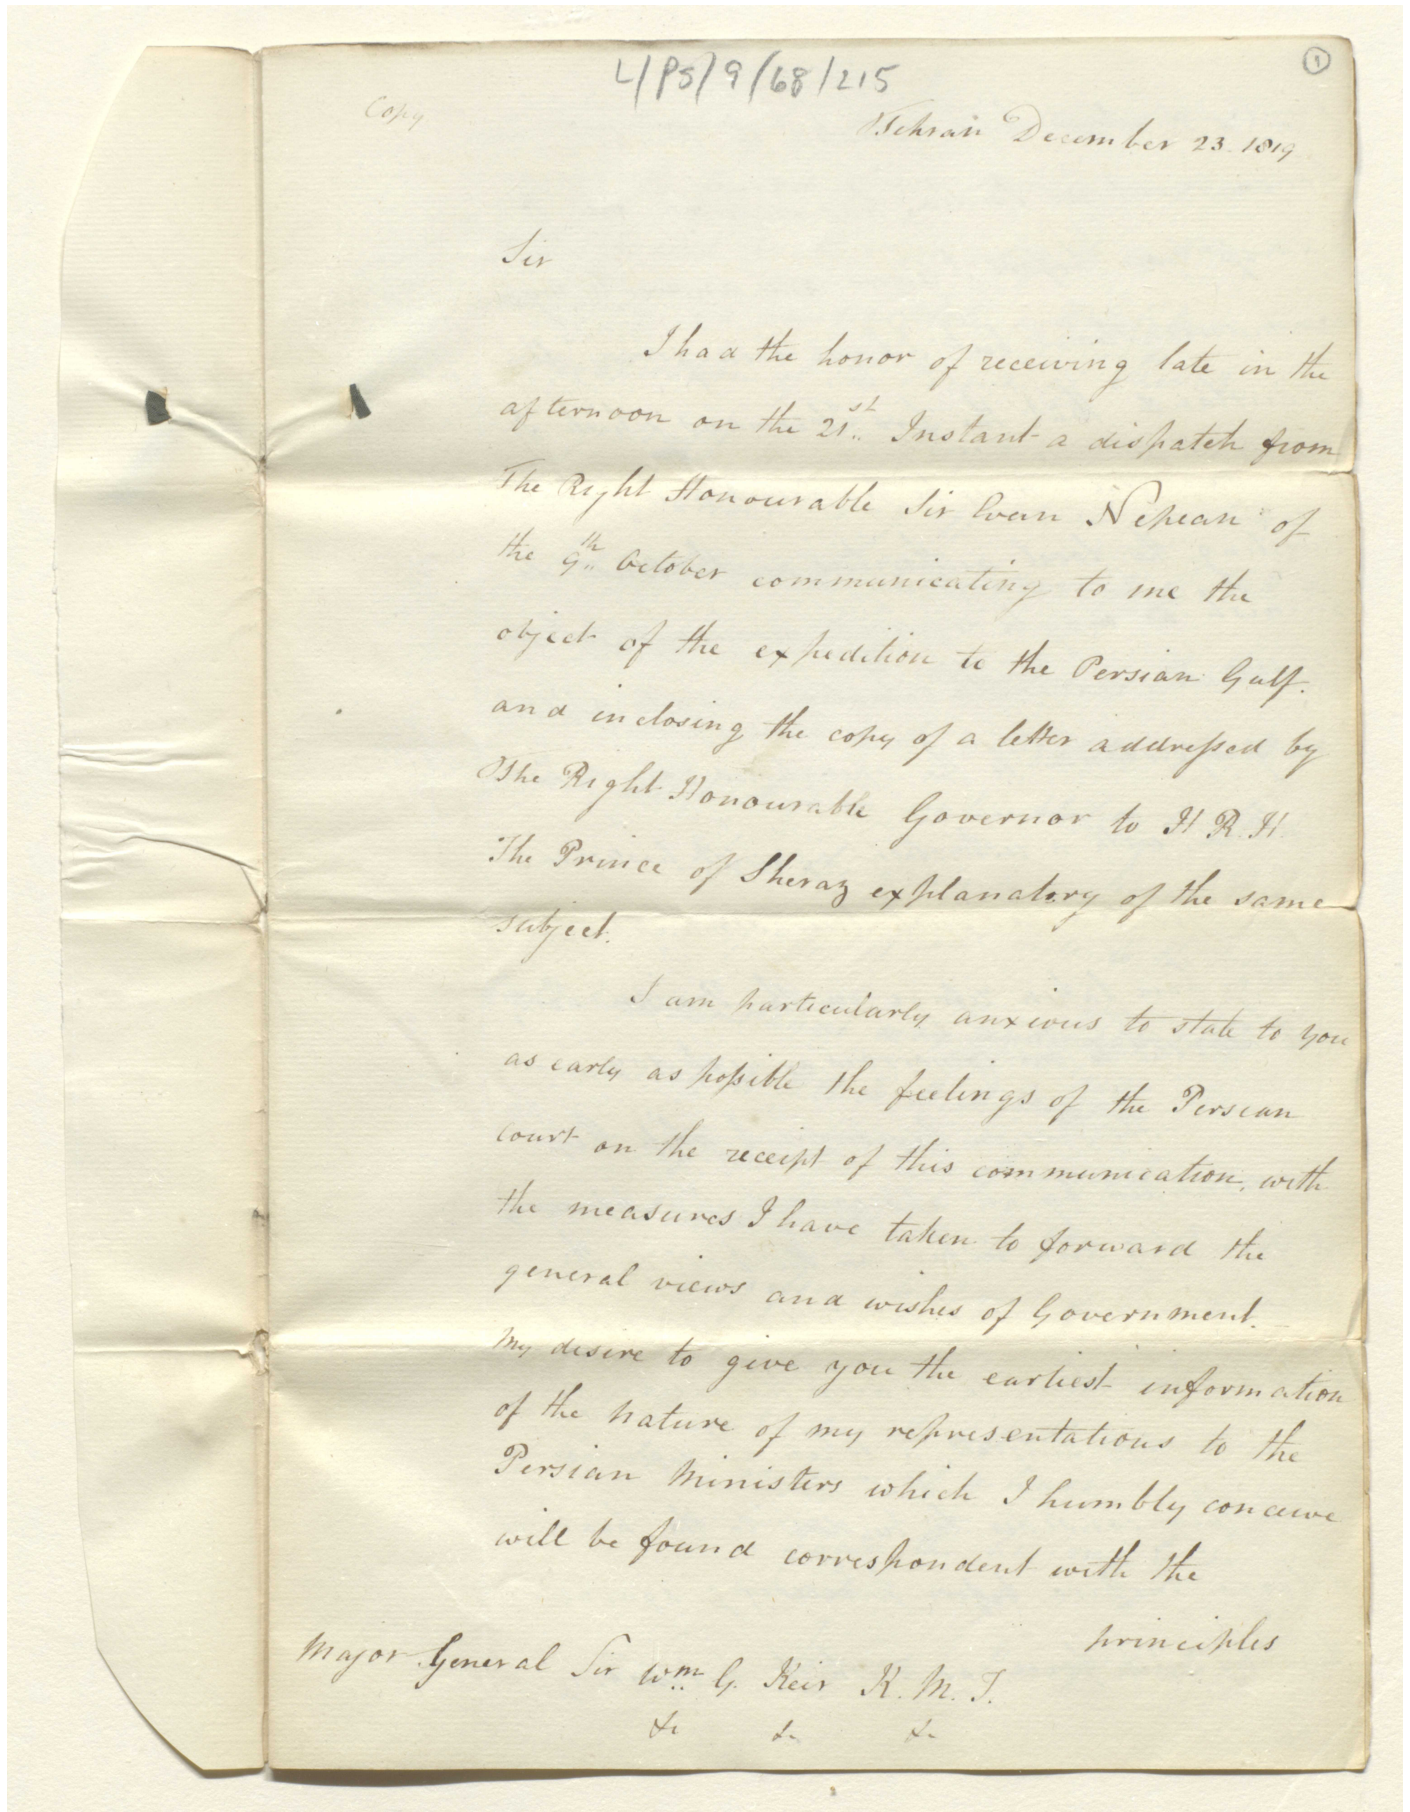 L/PS/9/68/215
1
Copy
Tehran December 23. 1819
Sir
I had the honor of receiving late in the
afternoon on the 21st. Instant a dispatch from
The Right Honourable Sir Evan Nepean of
the 9th. October communicating to me the
object of the expedition to the Persian Gulf.
and inclosing the copy of a letter addressed by
The Right Honourable Governor to H R. H.
The Prince of Sheraz explanatory of the same
subject.
I am particularly anxious to state to you
as early as possible the feelings of the Persian
court on the receipt of this communication, with
the measures I have taken to forward the
general views and wishes of Government.
My desire to give you the earliest information
of the nature of my representations to the
Persian Ministers which I humbly conceive
will be found correspondent with the
principles
Major General Sir Wm. G. Keir K. M. T.
&c &c &c